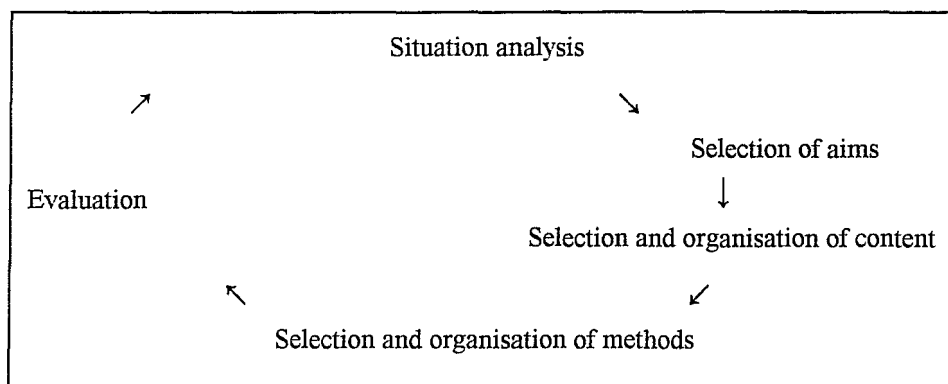 Situation analysis
Selection of aims
Evaluation
Selection and organisation of content
Selection and organisation of methods